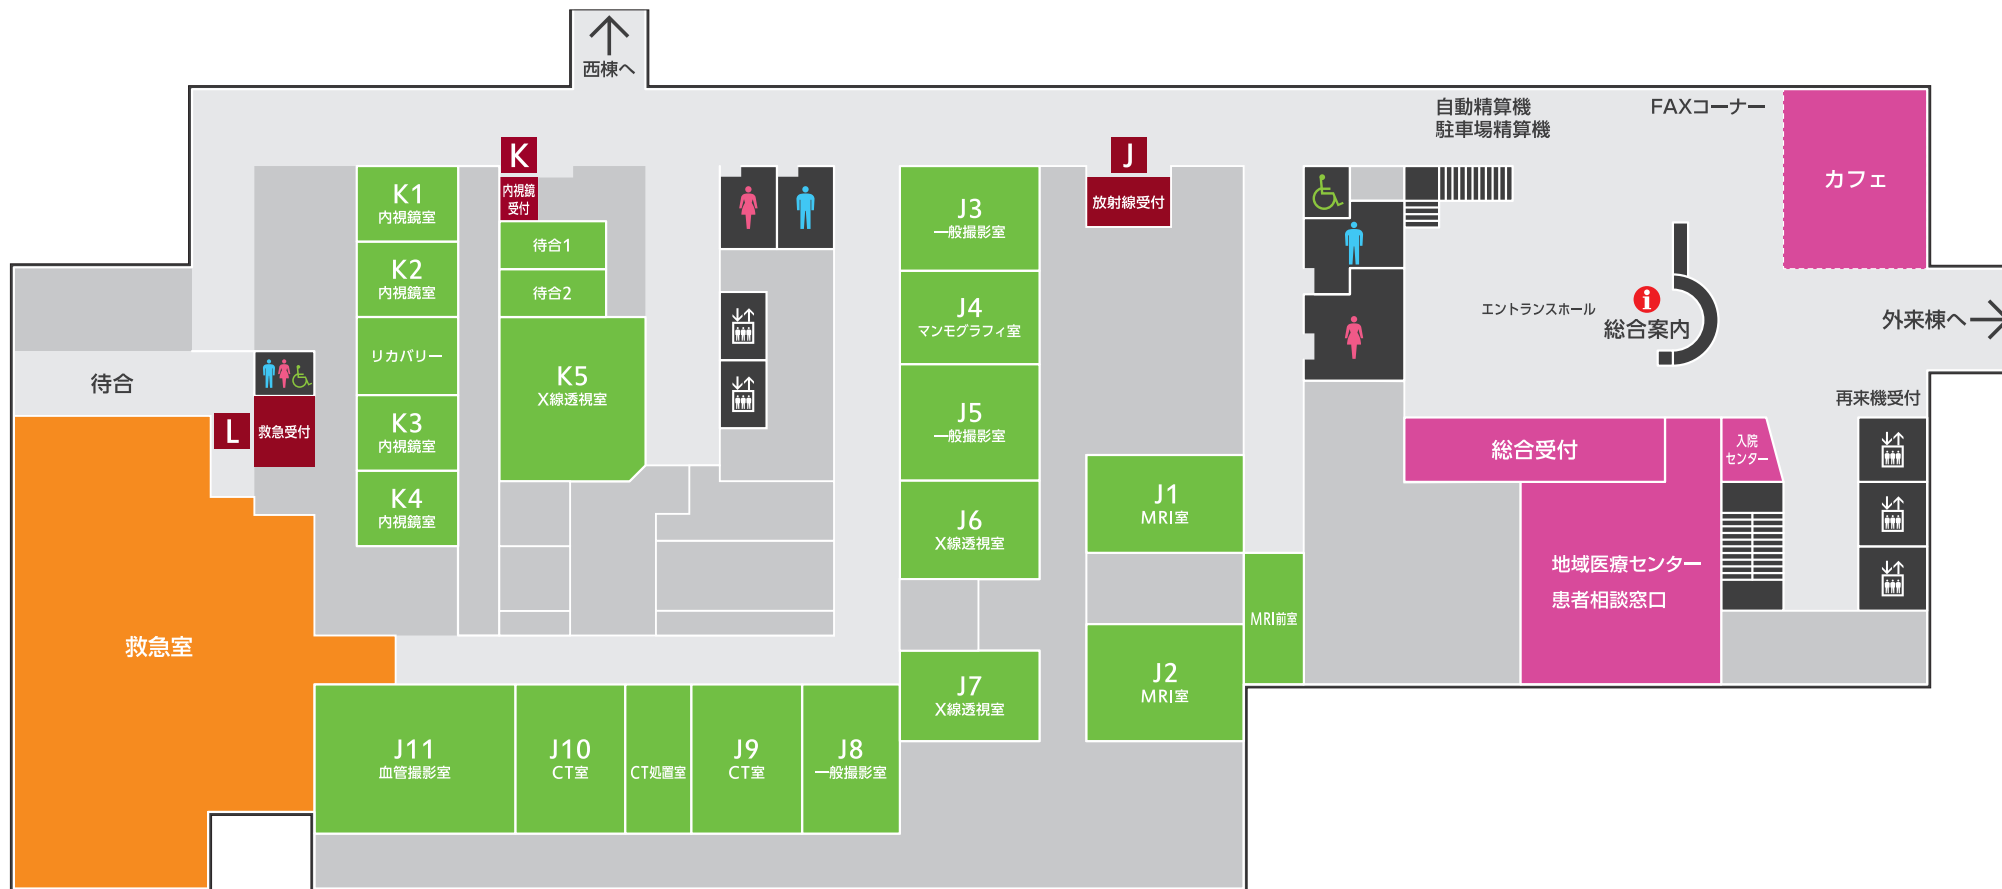 西棟へ
自動精算機
駐車場精算機
FAXコーナー
カフェ
K
内視鏡
受付
J
放射線受付
K1
内視鏡室
K2
内視鏡室
リカバリー
K3
内視鏡室
K4
内視鏡室
待合1
待合2
K5
X線透視室
J3
一般撮影室
J4
マンモグラフィ室
J5
一般撮影室
J6
X線透視室
J7
X線透視室
J1
MRI室
J2
MRI室
MRI前室
エントランスホール
i
総合案内
外来棟へ
再来機受付
総合受付
入院
センター
地域医療センター
患者相談窓口
待合
L
救急受付
救急室
J11
血管撮影室
J10
CT室
CT処置室
J9
CT室
J8
一般撮影室